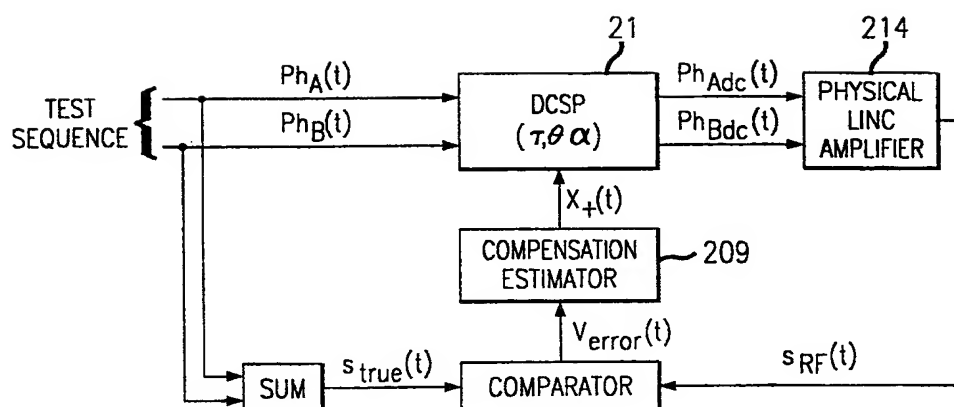 21
214
TEST
SEQUENCE
Ph_A(t)
Ph_B(t)
DCSP
(τ,θ α)
Ph_Adc(t)
Ph_Bdc(t)
PHYSICAL
LINC
AMPLIFIER
X_+(t)
COMPENSATION
ESTIMATOR
209
V_error(t)
SUM
s_true(t)
COMPARATOR
s_RF(t)